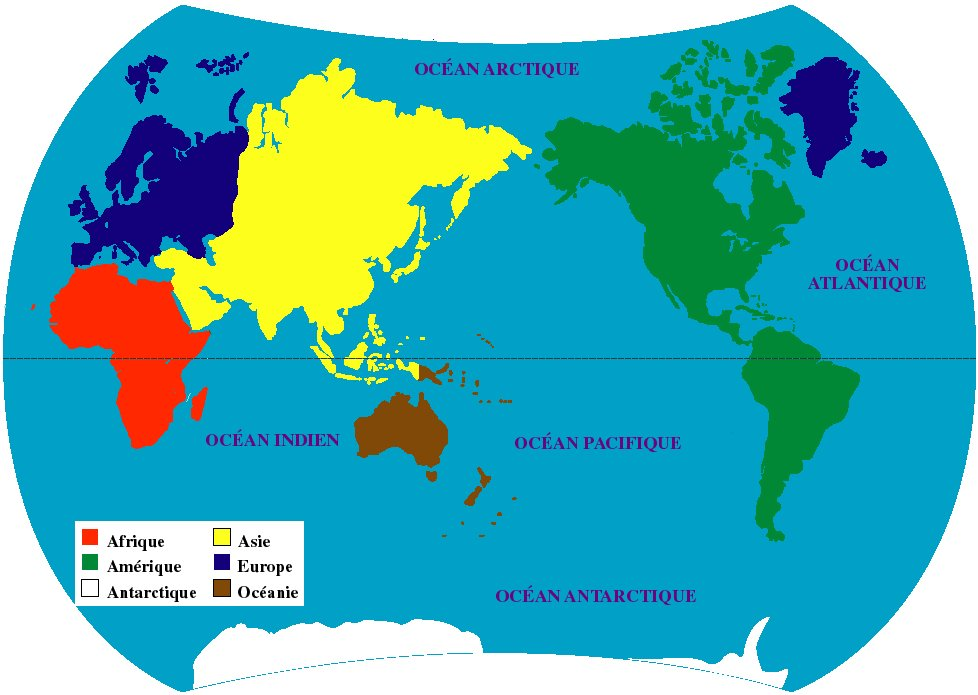 OCÉAN ARCTIQUE
OCÉAN
ATLANTIQUE
OCÉAN INDIEN
OCÉAN PACIFIQUE
Afrique
Asie
Amérique
Europe
Antarctique
Océanie
OCÉAN ANTARCTIQUE